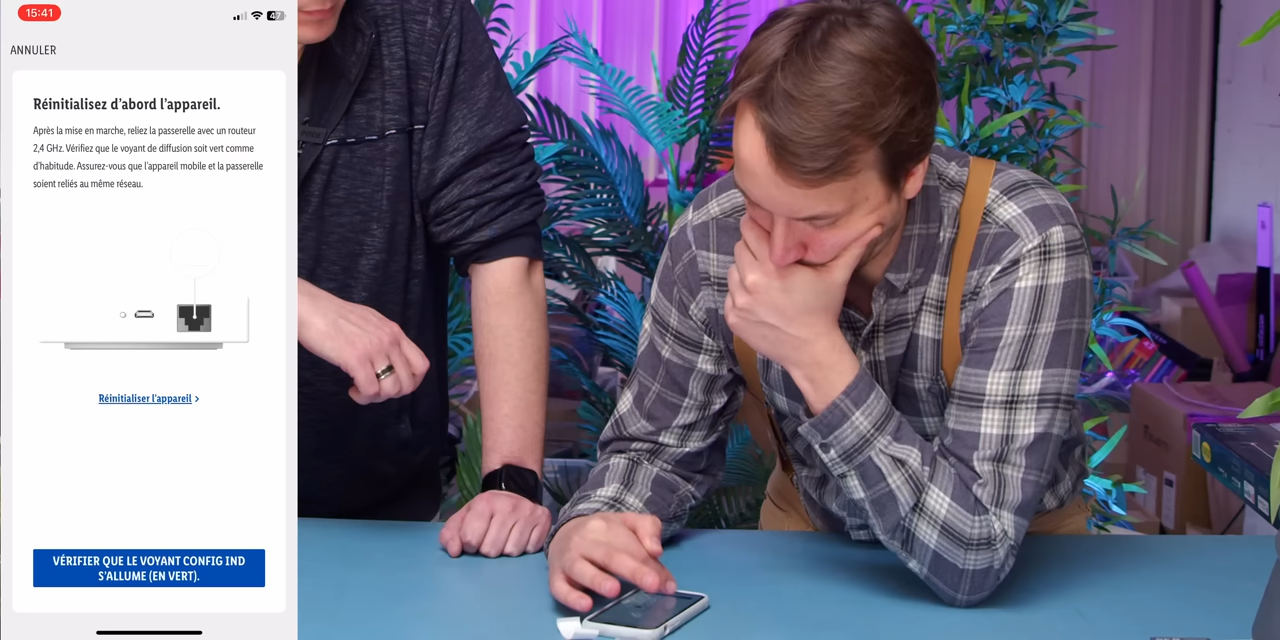 15:41
47
ANNULER
Réinitialisez d'abord l'appareil.
Après la mise en marche, reliez la passerelle avec un routeur
2,4 GHz. Vérifiez que le voyant de diffusion soit vert comme
d'habitude. Assurez-vous que l'appareil mobile et la passerelle
soient reliés au même réseau.
Réinitialiser l'appareil >
VÉRIFIER QUE LE VOYANT CONFIG IND
S'ALLUME (EN VERT).